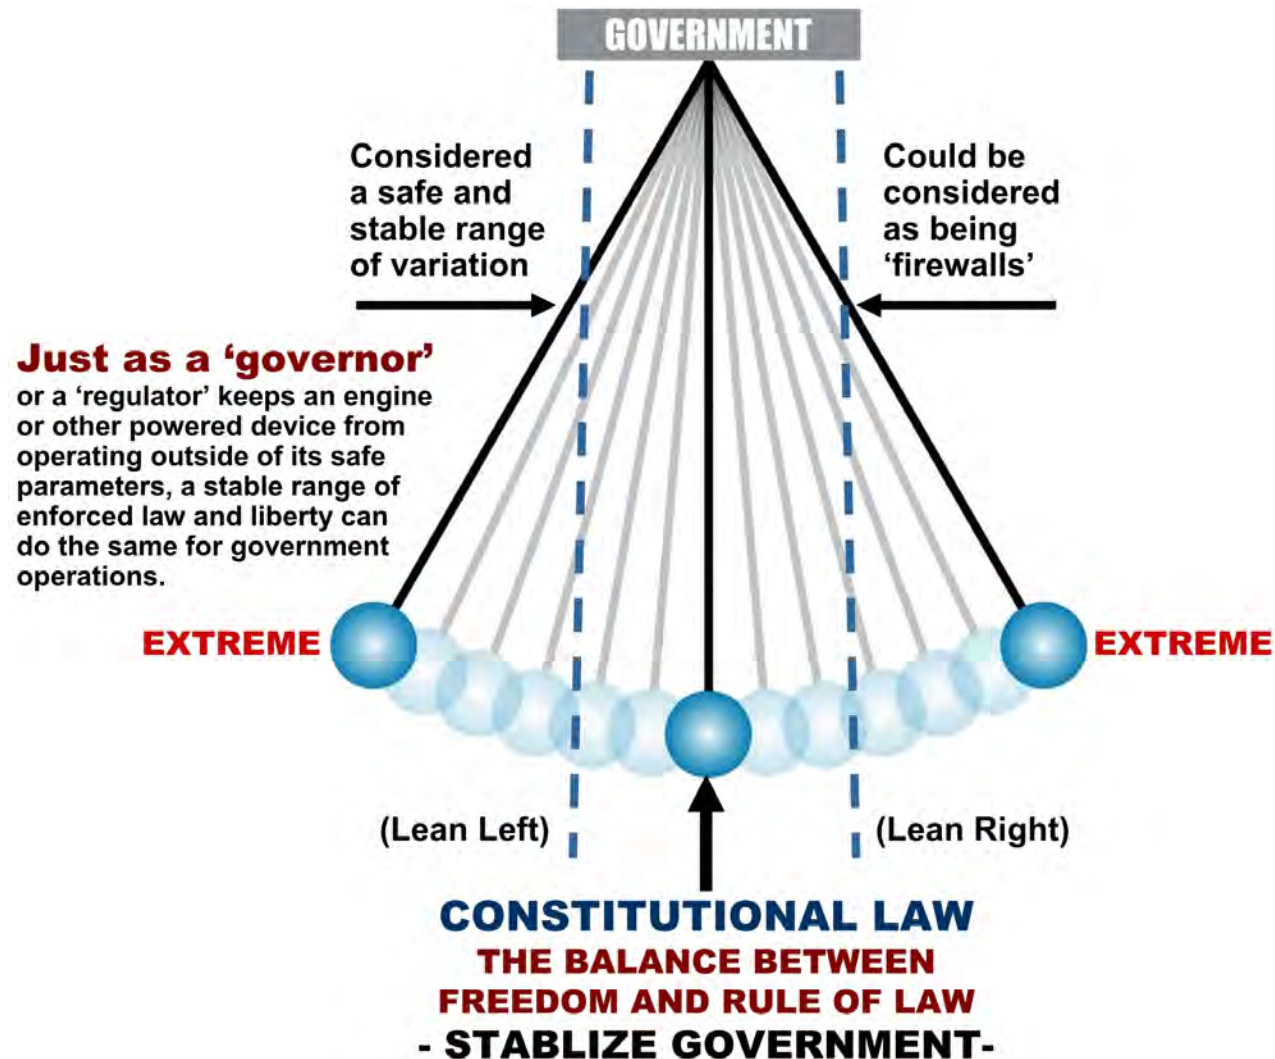 GOVERNMENT
Considered
a safe and
stable range
of variation
Could be
considered
as being
‘firewalls’
Just as a ‘governor’
or a ‘regulator’ keeps an engine
or other powered device from
operating outside of its safe
parameters, a stable range of
enforced law and liberty can
do the same for government
operations.
EXTREME
EXTREME
(Lean Left)
(Lean Right)
CONSTITUTIONAL LAW
THE BALANCE BETWEEN
FREEDOM AND RULE OF LAW
- STABLIZE GOVERNMENT-